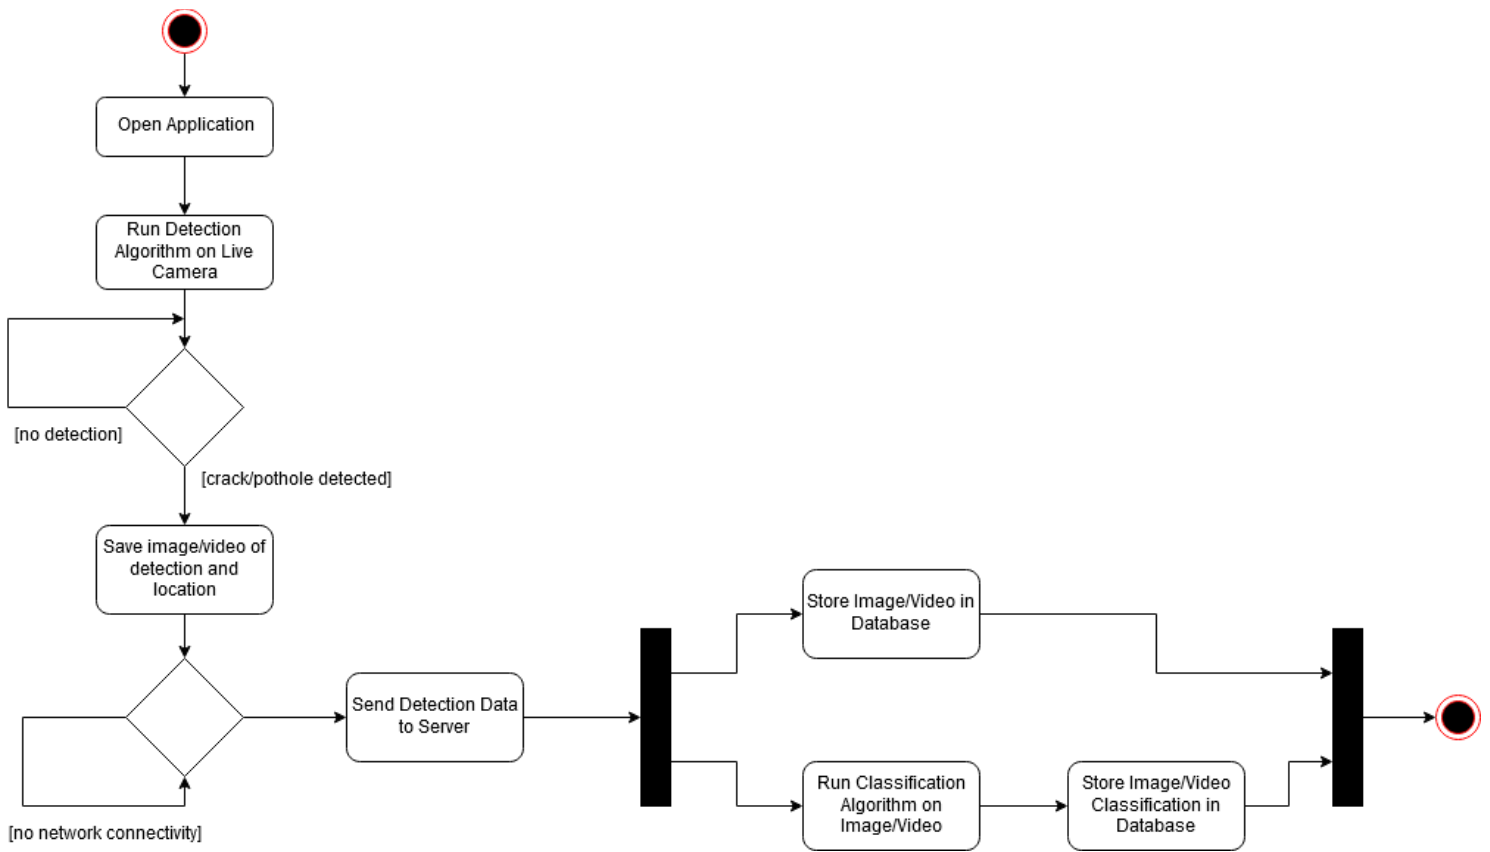 Open Application
Run Detection
Algorithm on Live
Camera
[no detection]
[crack/pothole detected]
Save image/video of
detection and
location
[no network connectivity]
Send Detection Data
to Server
Store Image/Video in
Database
Run Classification
Algorithm on
Image/Video
Store Image/Video
Classification in
Database